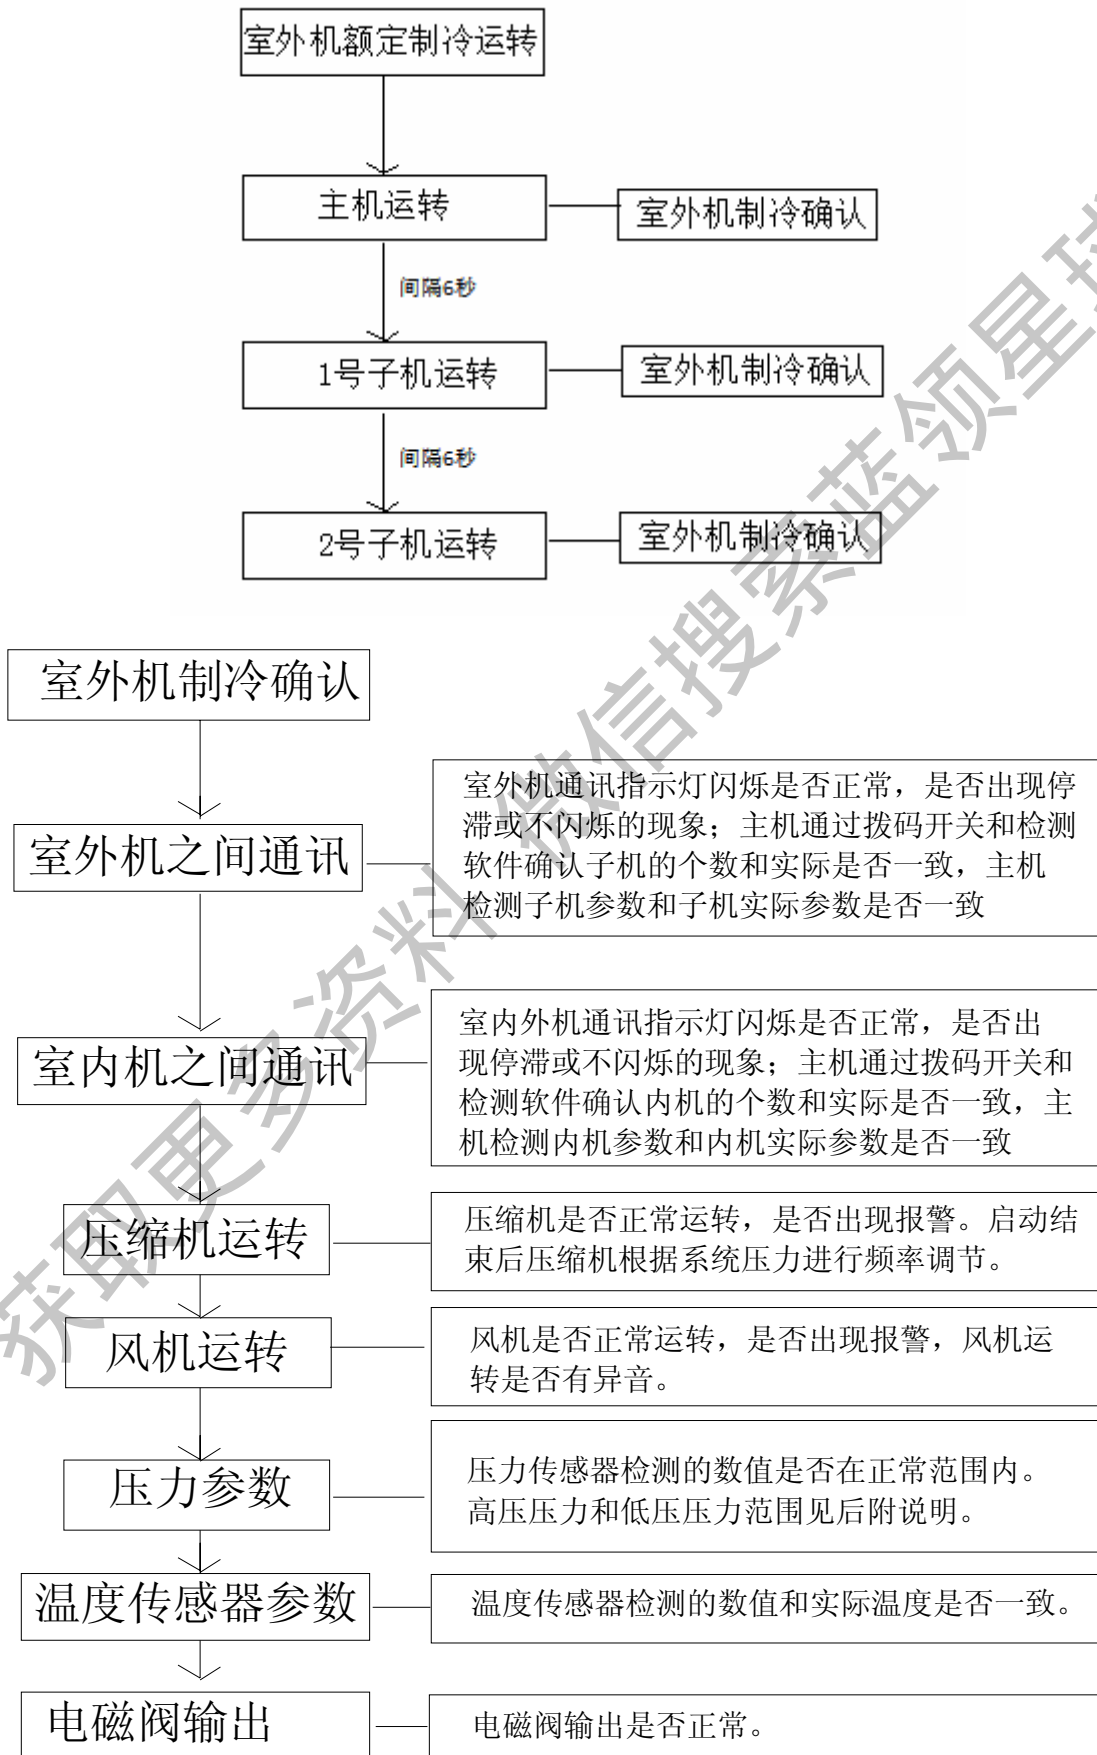 室外机额定制冷运转
主机运转
室外机制冷确认
间隔6秒
1号子机运转
室外机制冷确认
间隔6秒
2号子机运转
室外机制冷确认
室外机制冷确认
室外机之间通讯
室外机通讯指示灯闪烁是否正常，是否出现停
滞或不闪烁的现象；主机通过拨码开关和检测
软件确认子机的个数和实际是否一致，主机
检测子机参数和子机实际参数是否一致
室内机之间通讯
室内外机通讯指示灯闪烁是否正常，是否出
现停滞或不闪烁的现象；主机通过拨码开关和
检测软件确认内机的个数和实际是否一致，主
机检测内机参数和内机实际参数是否一致
压缩机运转
压缩机是否正常运转，是否出现报警。启动结
束后压缩机根据系统压力进行频率调节。
风机运转
风机是否正常运转，是否出现报警，风机运
转是否有异音。
压力参数
压力传感器检测的数值是否在正常范围内。
高压压力和低压压力范围见后附说明。
温度传感器参数
温度传感器检测的数值和实际温度是否一致。
电磁阀输出
电磁阀输出是否正常。
获取更多资料 微信搜索蓝领星球